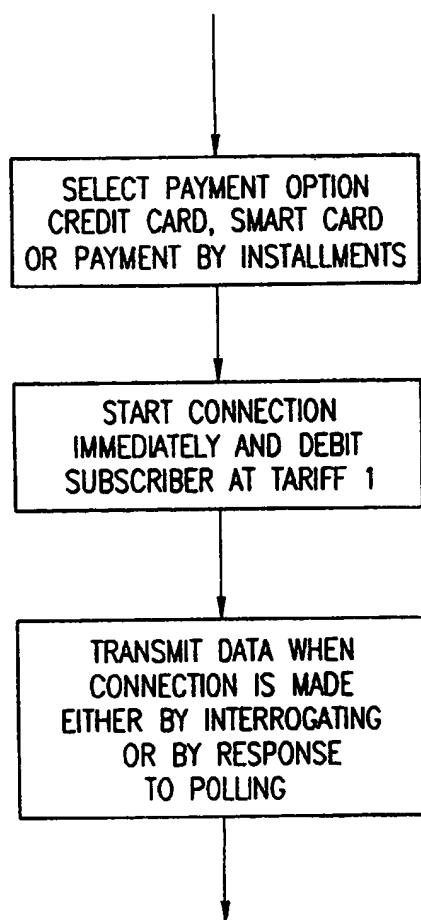 SELECT PAYMENT OPTION
CREDIT CARD, SMART CARD
OR PAYMENT BY INSTALLMENTS
START CONNECTION
IMMEDIATELY AND DEBIT
SUBSCRIBER AT TARIFF 1
TRANSMIT DATA WHEN
CONNECTION IS MADE
EITHER BY INTERROGATING
OR BY RESPONSE
TO POLLING